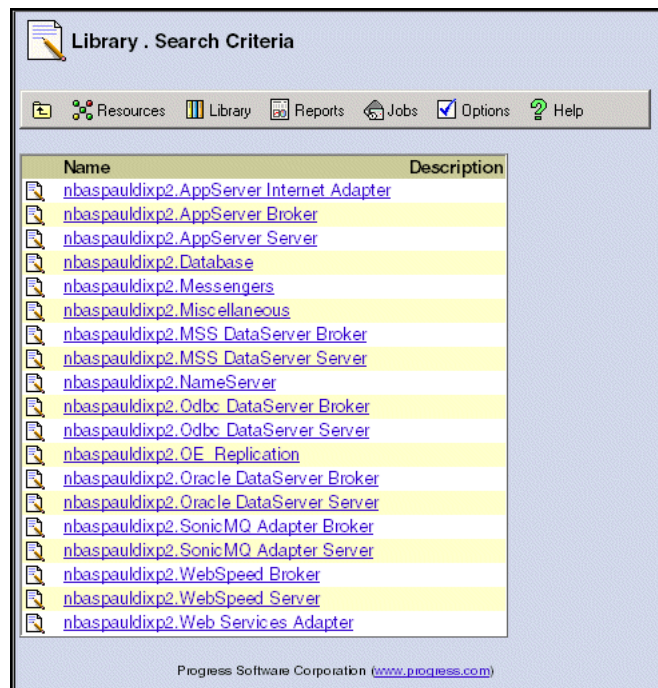 Library . Search Criteria
Resources Library Reports Jobs Options Help
Name Description
nbaspauldixp2.AppServer Internet Adapter
nbaspauldixp2.AppServer Broker
nbaspauldixp2.AppServer Server
nbaspauldixp2.Database
nbaspauldixp2.Messengers
nbaspauldixp2.Miscellaneous
nbaspauldixp2.MSS DataServer Broker
nbaspauldixp2.MSS DataServer Server
nbaspauldixp2.NameServer
nbaspauldixp2.Odbc DataServer Broker
nbaspauldixp2.Odbc DataServer Server
nbaspauldixp2.OE Replication
nbaspauldixp2.Oracle DataServer Broker
nbaspauldixp2.Oracle DataServer Server
nbaspauldixp2.SonicMQ Adapter Broker
nbaspauldixp2.SonicMQ Adapter Server
nbaspauldixp2.WebSpeed Broker
nbaspauldixp2.WebSpeed Server
nbaspauldixp2.Web Services Adapter
Progress Software Corporation (www.progress.com)